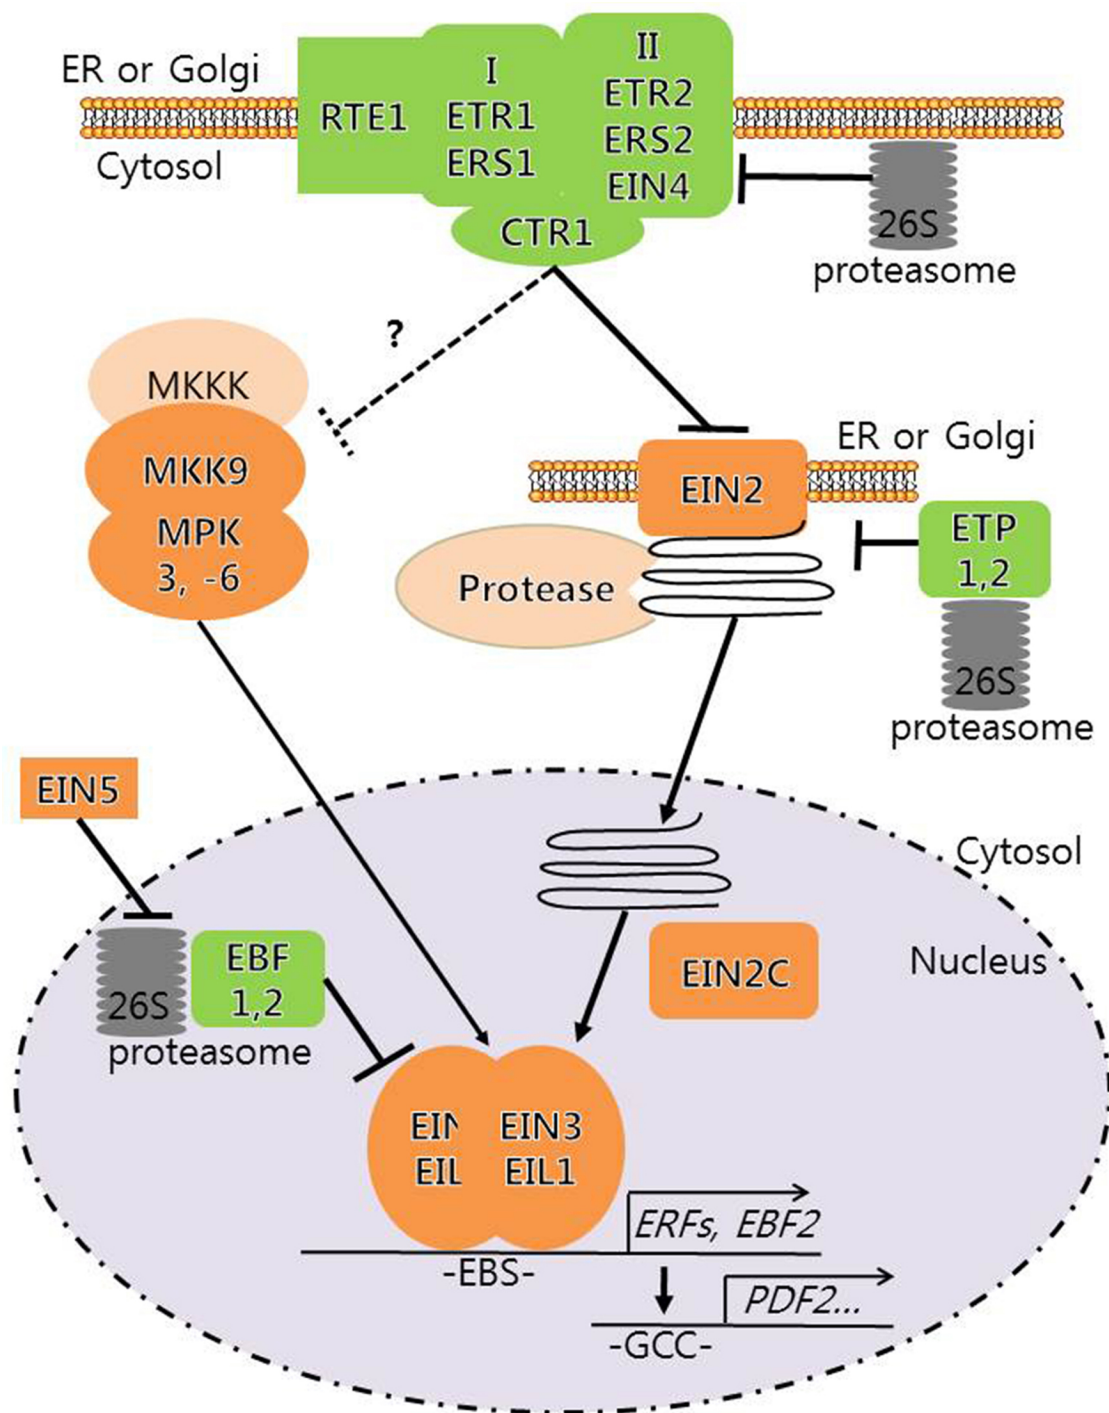 ER or Golgi
RTE1
I
ETR1
ERS1
II
ETR2
ERS2
EIN4
Cytosol
CTR1
26S
proteasome
?
MKKK
MKK9
MPK
3, -6
EIN2
ER or Golgi
ETP
1,2
Protease
26S
proteasome
EIN5
Cytosol
Nucleus
26S
proteasome
EBF
1,2
EIN2C
EIN
EIL
EIN3
EIL1
ERFs, EBF2
-EBS-
PDF2...
-GCC-